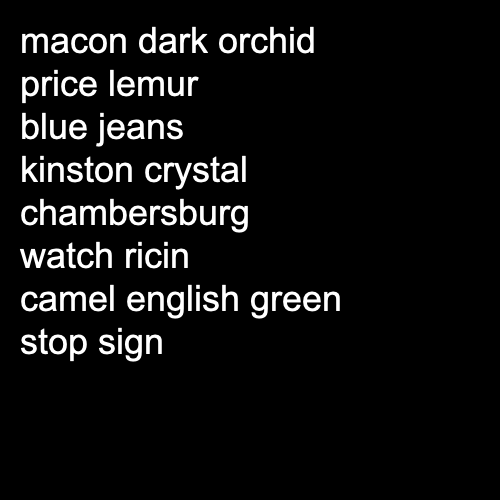 macon dark orchid
price lemur
blue jeans
kinston crystal
chambersburg
watch ricin
camel english green
stop sign